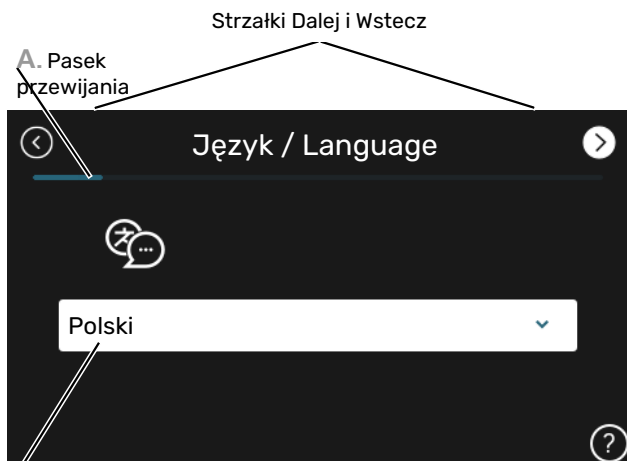 Strzałki Dalej i Wstecz
A. Pasek
przewijania
Język / Language
Polski
?